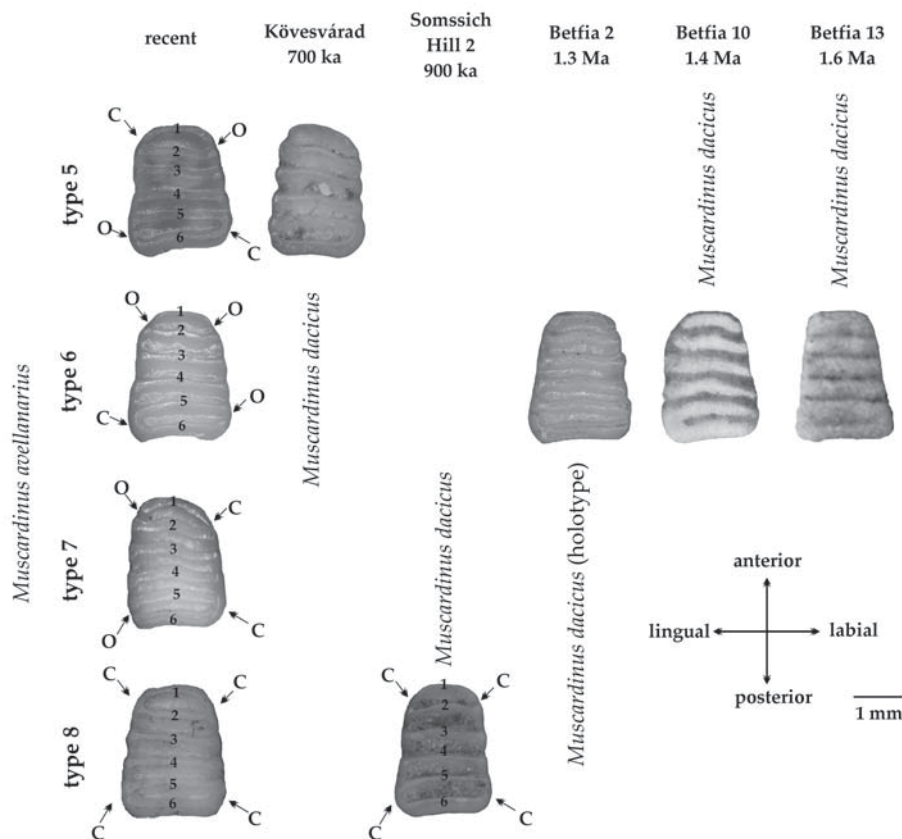 recent
Kövesvárad
700 ka
Somssich
Hill 2
900 ka
Betfia 2
1.3 Ma
Betfia 10
1.4 Ma
Betfia 13
1.6 Ma
Muscardinus avellanarius
type 5
C
O
1
2
3
4
5
6
O
C
Muscardinus dacicus
Muscardinus dacicus
type 6
O
O
1
2
3
4
5
6
C
O
Muscardinus dacicus
type 7
O
C
1
2
3
4
5
6
O
C
Muscardinus dacicus
Muscardinus dacicus (holotype)
anterior
lingual
labial
posterior
1 mm
type 8
C
C
1
2
3
4
5
6
C
C
C
C
1
2
3
4
5
6
C
C